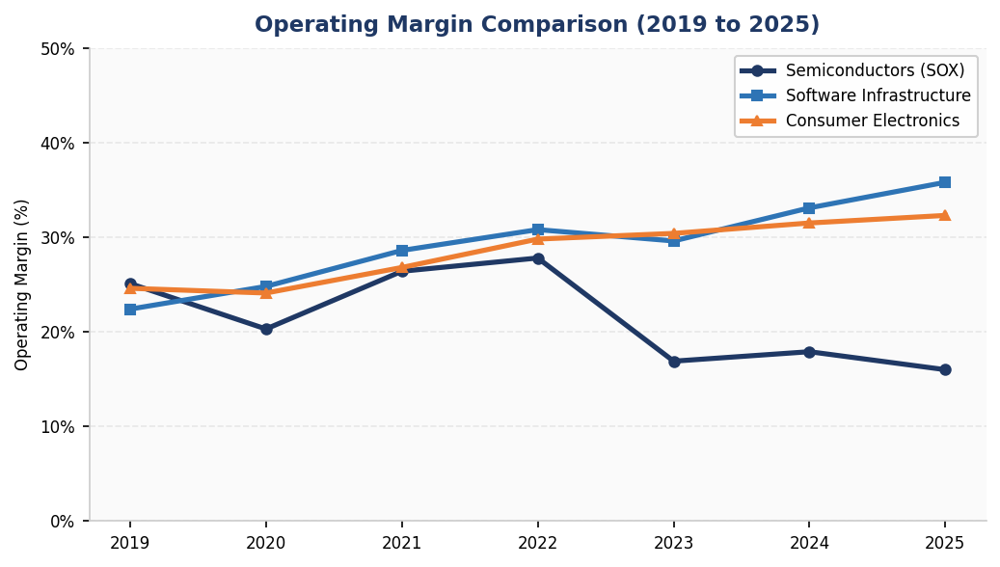 Operating Margin Comparison (2019 to 2025)
50%
40%
30%
20%
10%
0%
Operating Margin (%)
Semiconductors (SOX)
Software Infrastructure
Consumer Electronics
2019 2020 2021 2022 2023 2024 2025